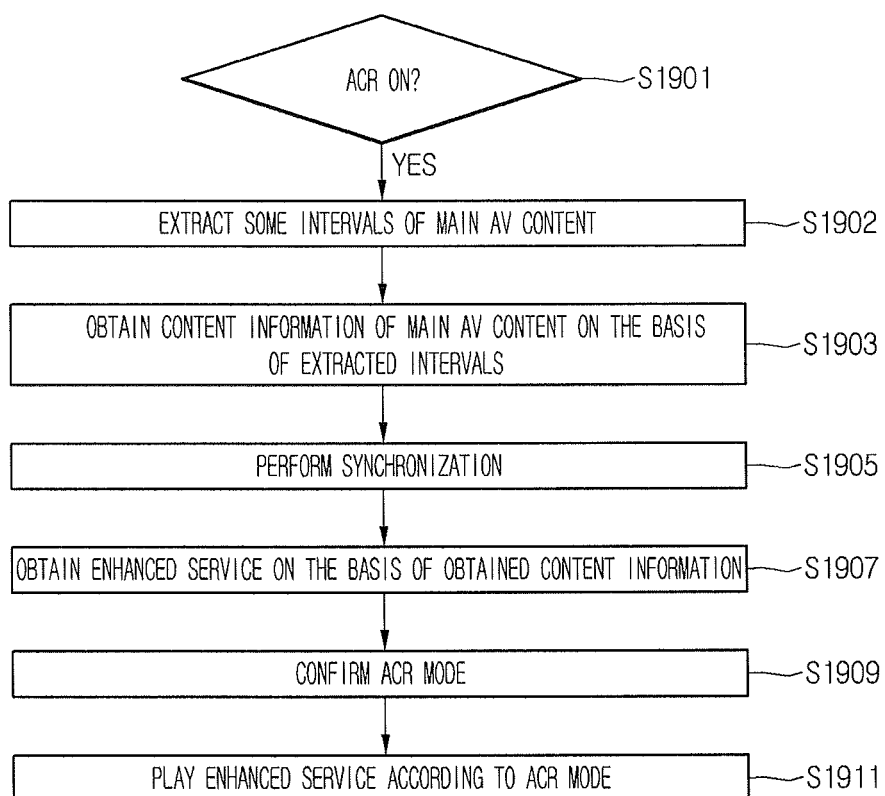 ACR ON?
S1901
YES
EXTRACT SOME INTERVALS OF MAIN AV CONTENT
S1902
OBTAIN CONTENT INFORMATION OF MAIN AV CONTENT ON THE BASIS
OF EXTRACTED INTERVALS
S1903
PERFORM SYNCHRONIZATION
S1905
OBTAIN ENHANCED SERVICE ON THE BASIS OF OBTAINED CONTENT INFORMATION
S1907
CONFIRM ACR MODE
S1909
PLAY ENHANCED SERVICE ACCORDING TO ACR MODE
S1911